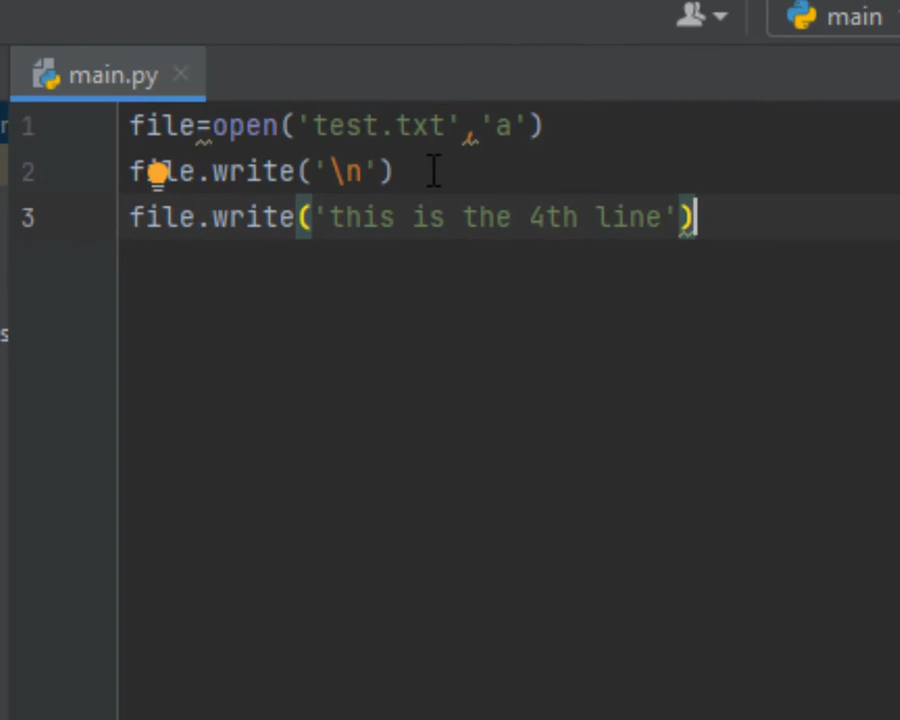 main
main.py
1 file=open('test.txt','a')
2 file.write('\n')
3 file.write('this is the 4th line')
s